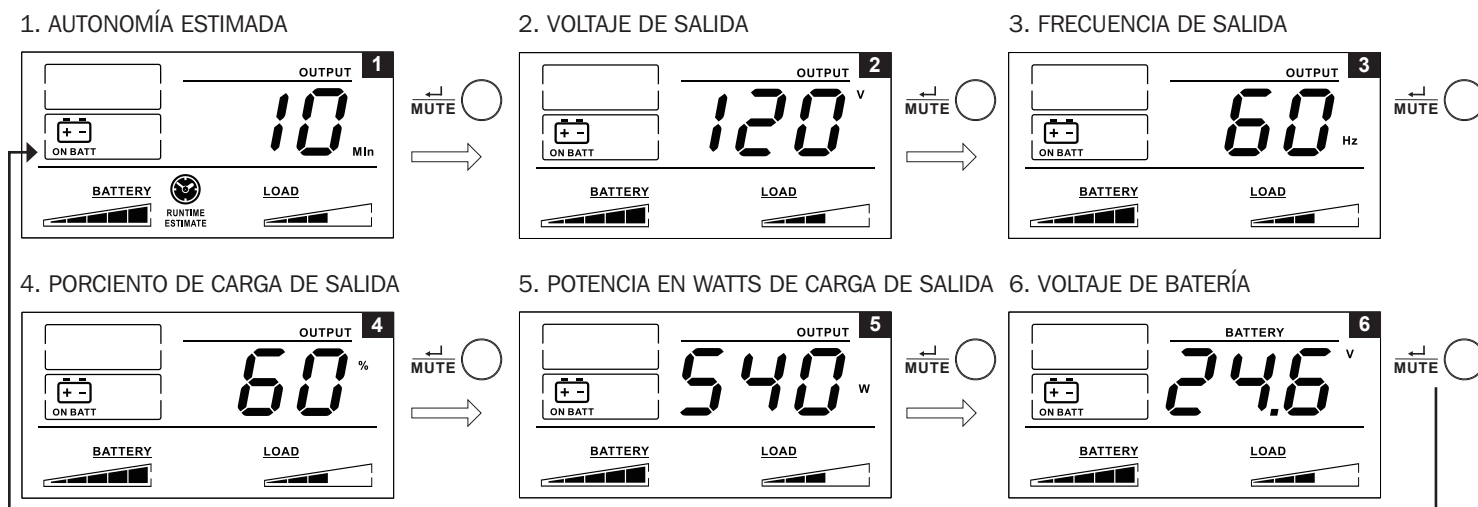 1. AUTONOMÍA ESTIMADA
OUTPUT 1
10 MIn
ON BATT
BATTERY LOAD
RUNTIME
ESTIMATE
MUTE
2. VOLTAJE DE SALIDA
OUTPUT 2
120 V
ON BATT
BATTERY LOAD
MUTE
3. FRECUENCIA DE SALIDA
OUTPUT 3
60 Hz
ON BATT
BATTERY LOAD
MUTE
4. PORCIENTO DE CARGA DE SALIDA
OUTPUT 4
60 %
ON BATT
BATTERY LOAD
MUTE
5. POTENCIA EN WATTS DE CARGA DE SALIDA
OUTPUT 5
540 W
ON BATT
BATTERY LOAD
MUTE
6. VOLTAJE DE BATERÍA
BATTERY 6
24.6 V
ON BATT
BATTERY LOAD
MUTE